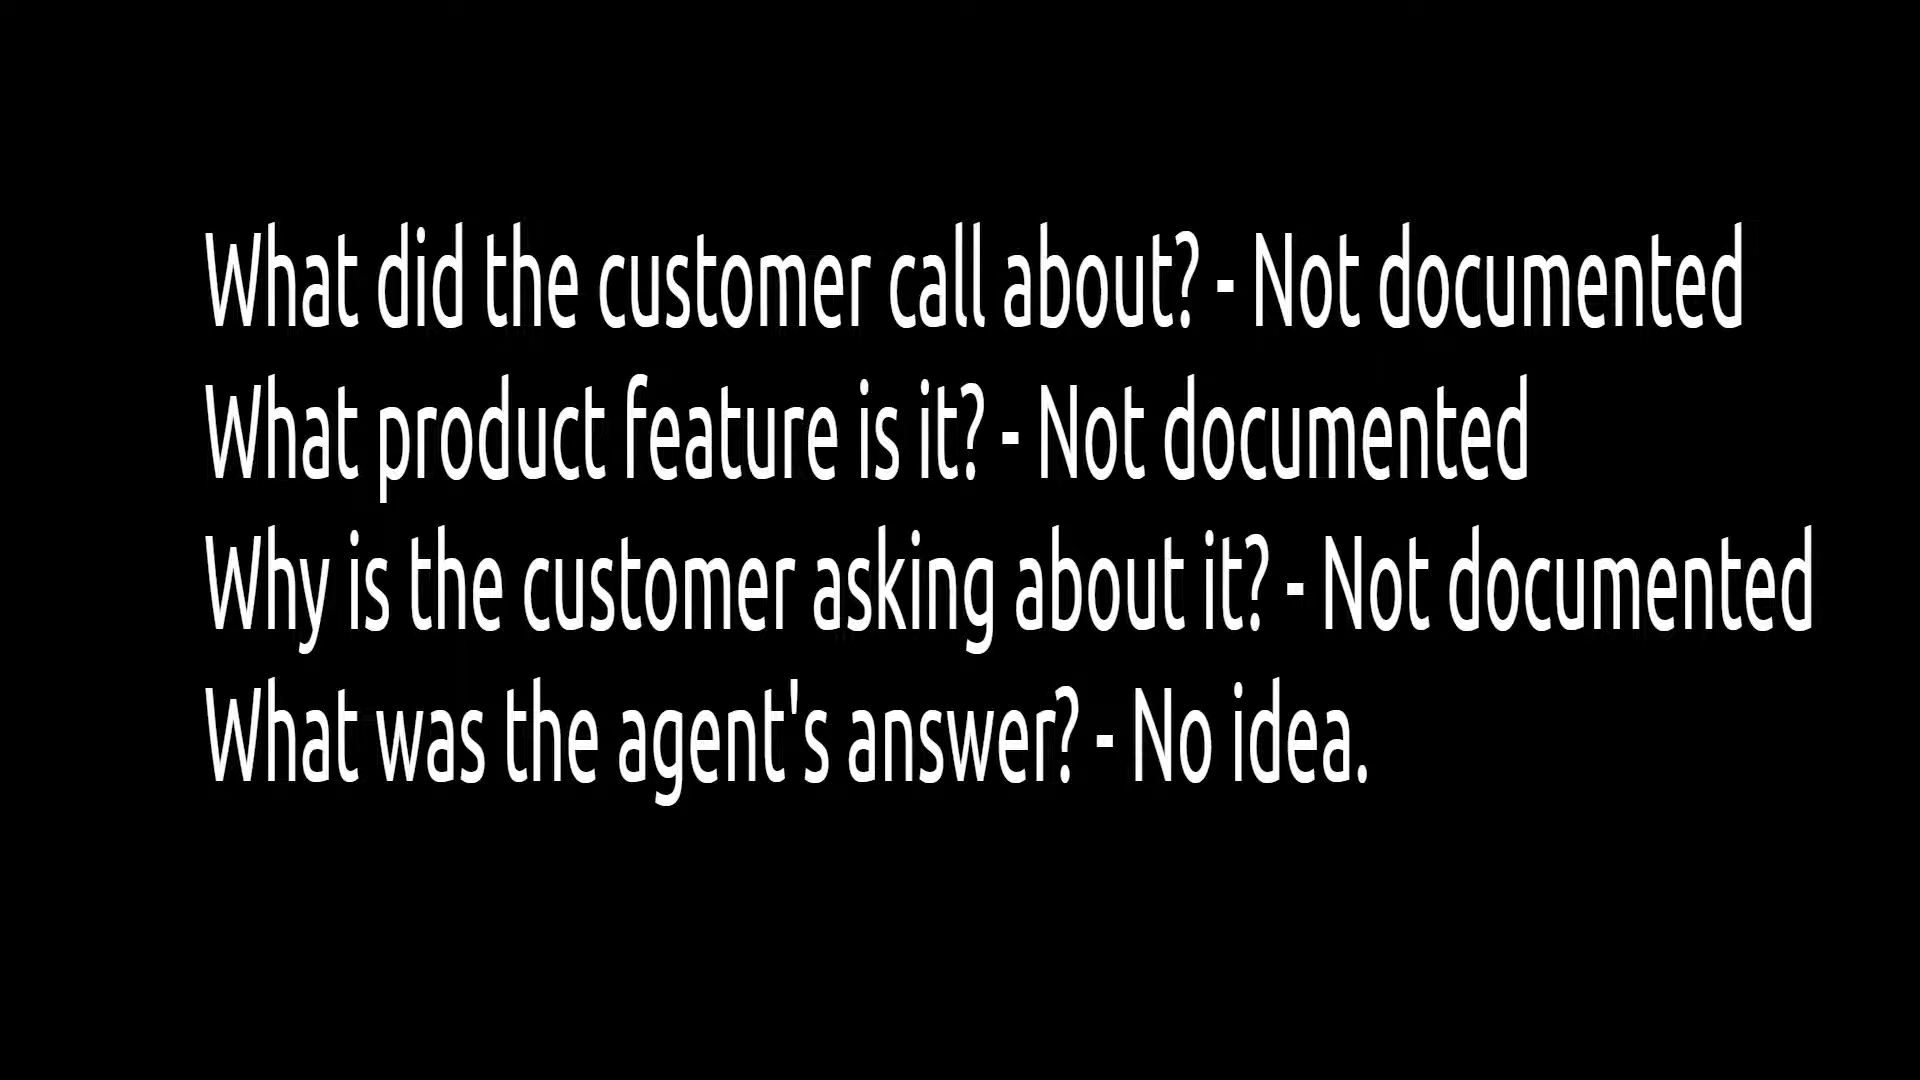 What did the customer call about? - Not documented
What product feature is it? - Not documented
Why is the customer asking about it? - Not documented
What was the agent's answer? - No idea.